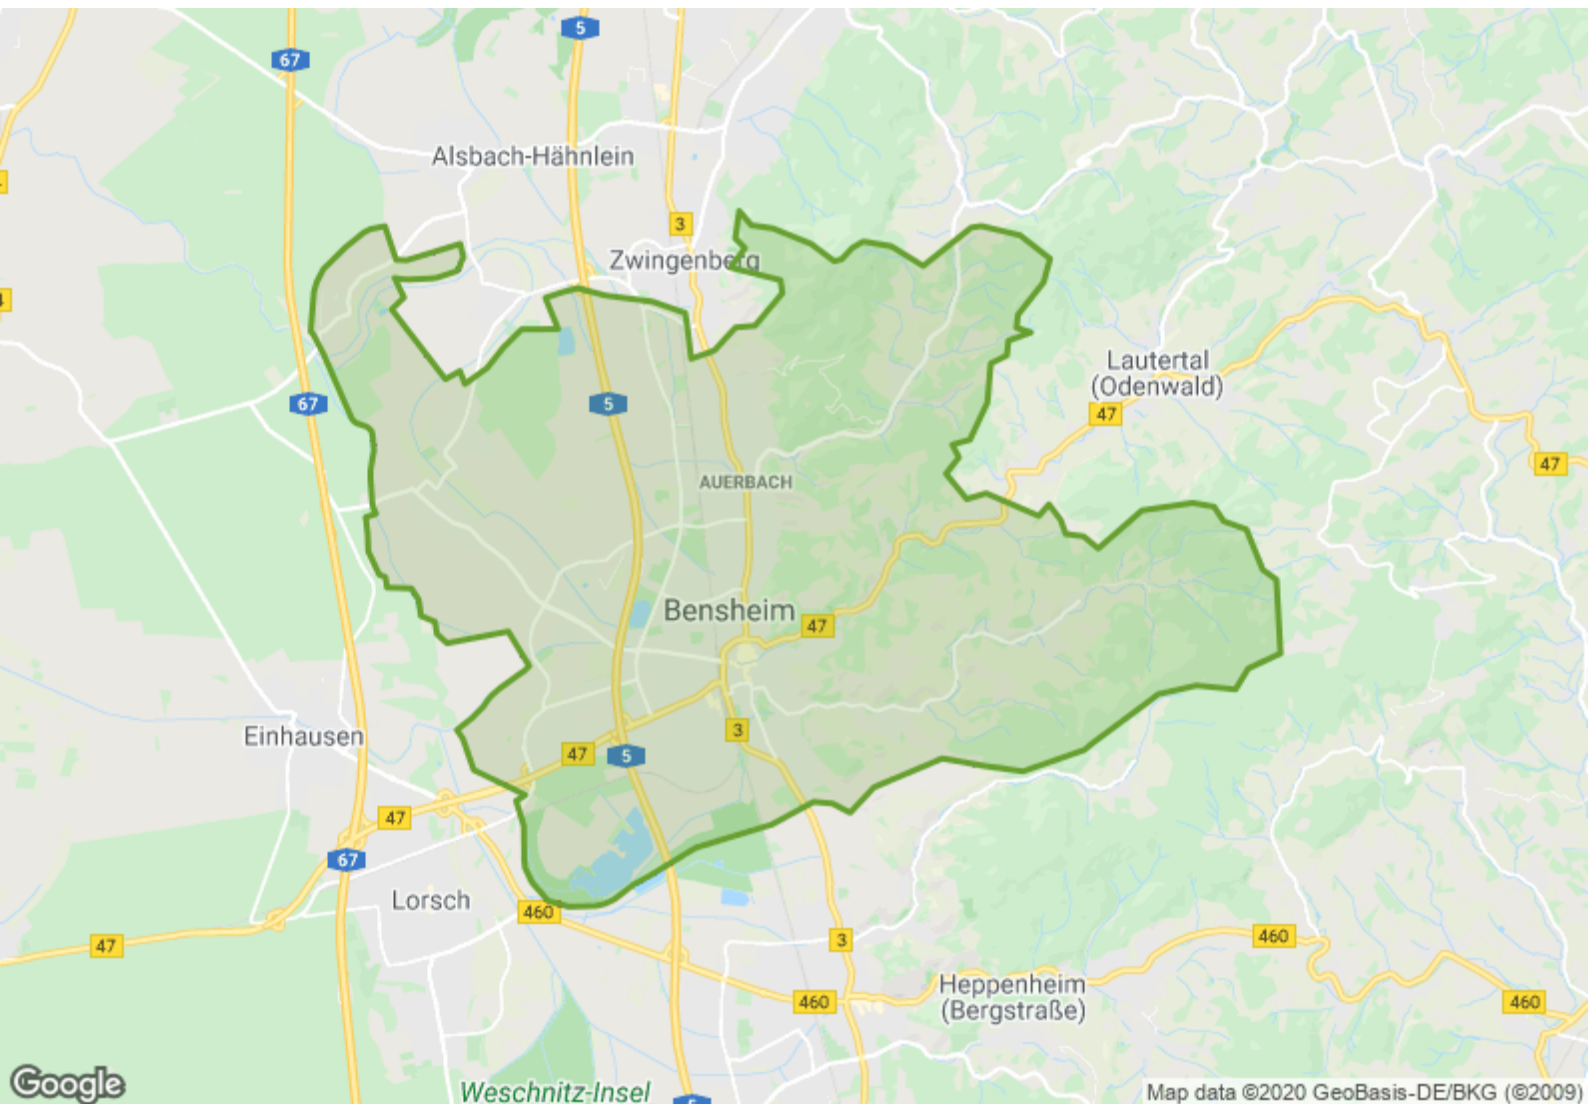 5
67
Alsbach-Hähnlein
3
Zwingenberg
4
Lautertal
(Odenwald)
67
5
47
47
AUERBACH
Bensheim
47
Einhausen
3
47
5
47
67
Lorsch
460
47
3
460
Heppenheim
(Bergstraße)
460
460
Google
Weschnitz-Insel
5
Map data ©2020 GeoBasis-DE/BKG (©2009)